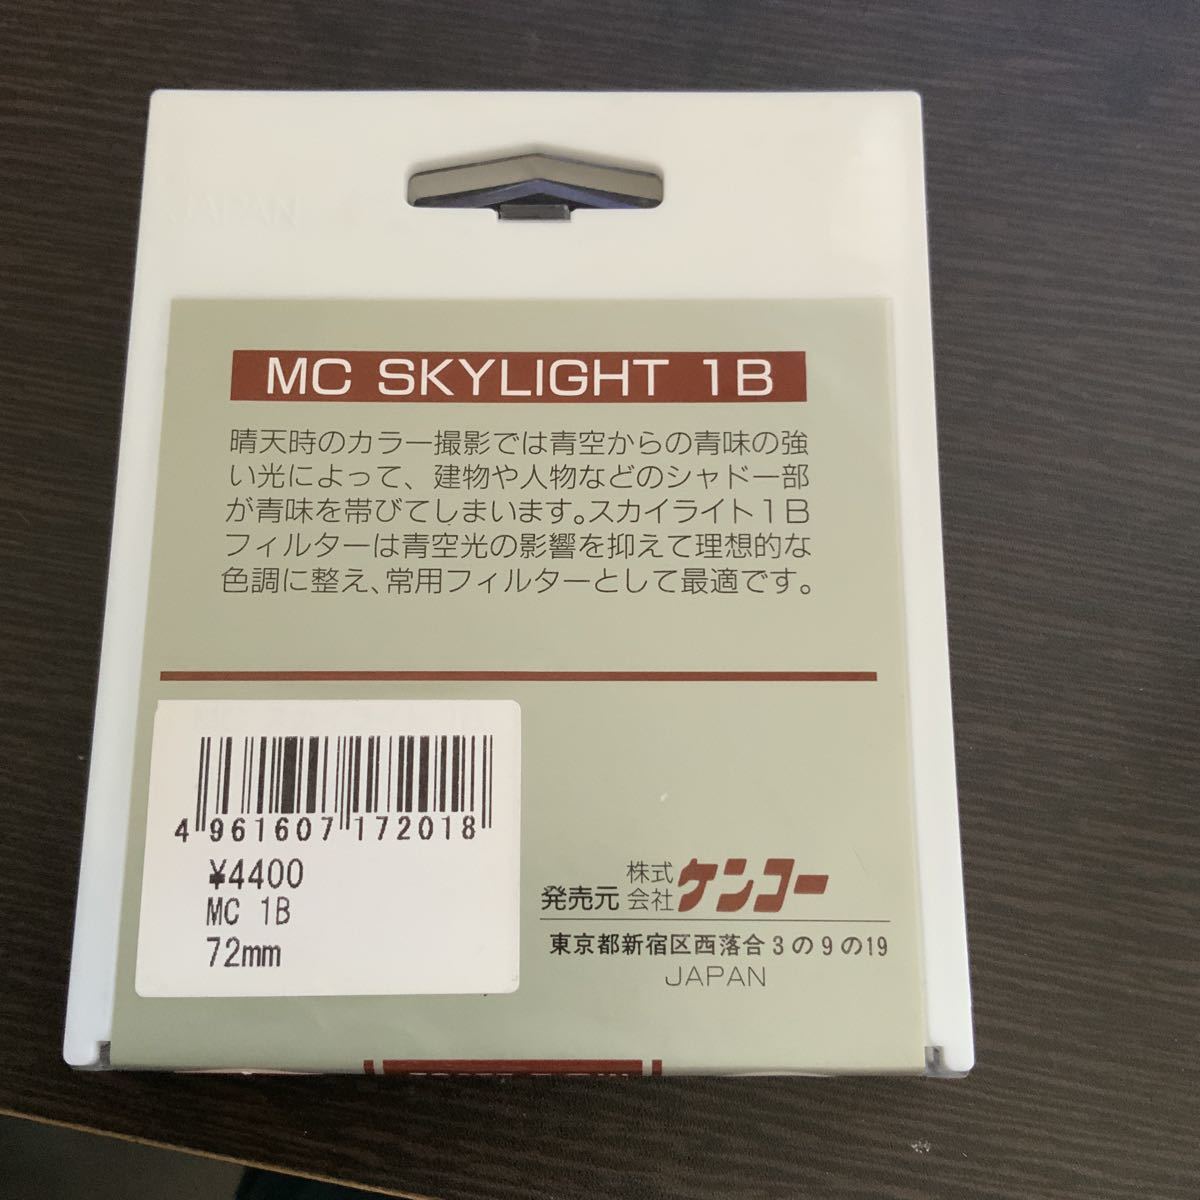 JAPAN
MC SKYLIGHT 1B
晴天時のカラー撮影では青空からの青味の強
い光によって、建物や人物などのシャドー部
が青味を帯びてしまいます。スカイライト1B
フィルターは青空光の影響を抑えて理想的な
色調に整え、常用フィルターとして最適です。
4 961607 172018
¥4400
MC 1B
72mm
発売元 株式会社 ケンコー
東京都新宿区西落合3の9の19
JAPAN